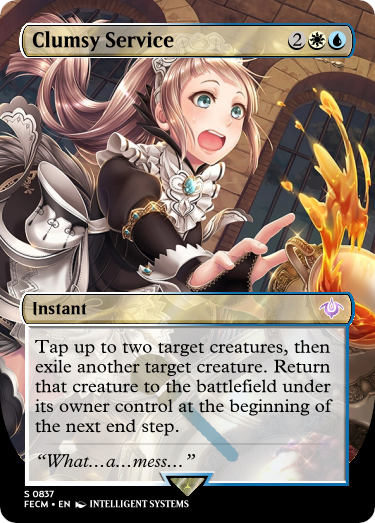 Clumsy Service 2
Instant
Tap up to two target creatures, then
exile another target creature. Return
that creature to the battlefield under
its owner control at the beginning of
the next end step.
“What…a…mess…”
S 0837
FECM • EN INTELLIGENT SYSTEMS